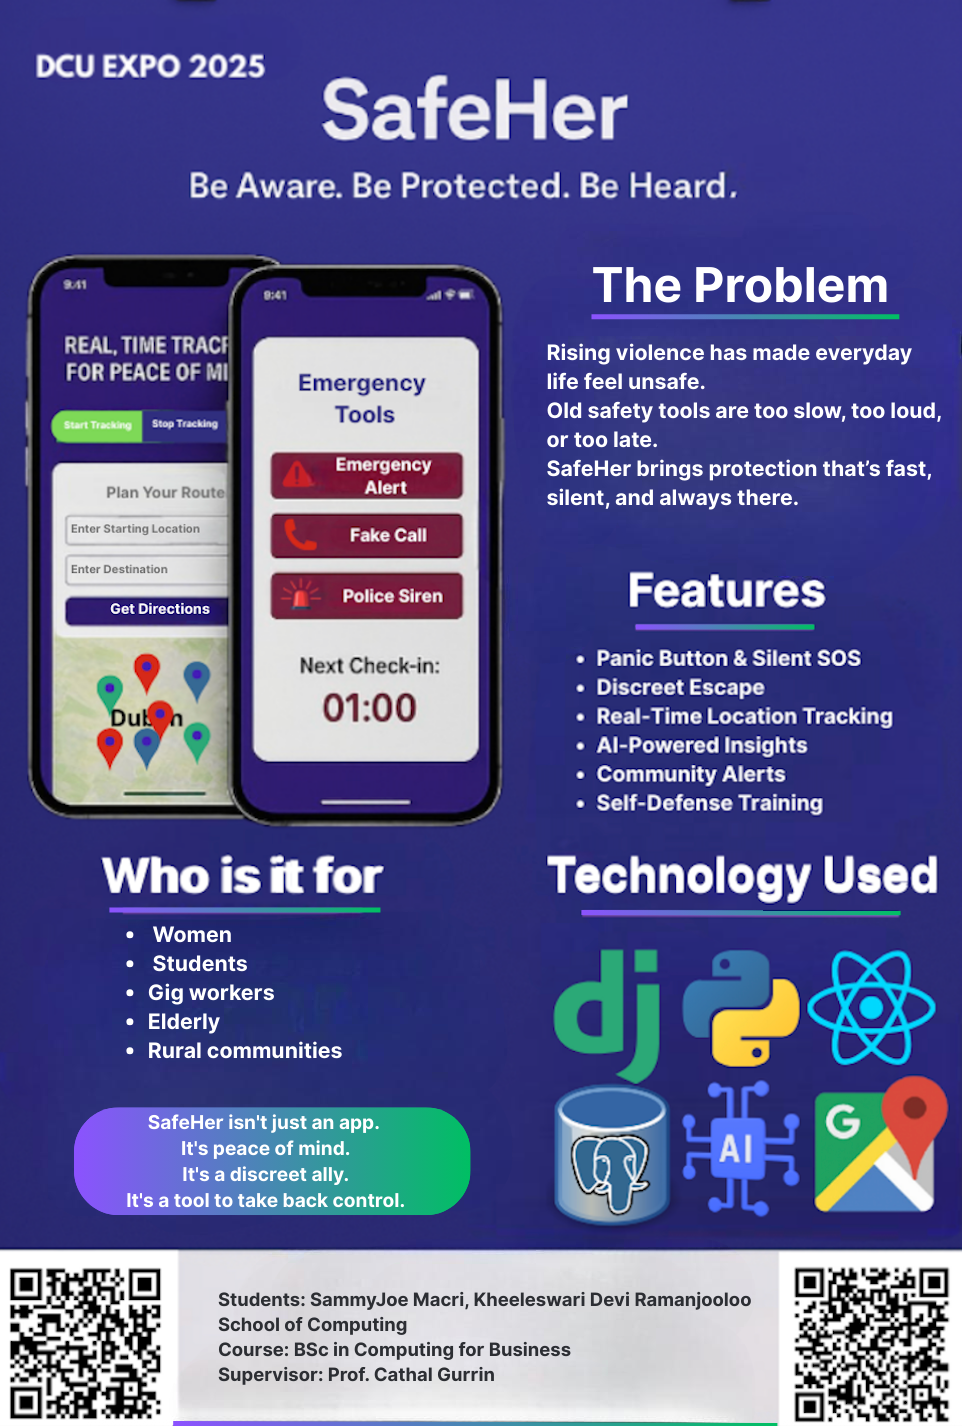 DCU EXPO 2025
SafeHer
Be Aware. Be Protected. Be Heard.
9:41
REAL, TIME TRACF
FOR PEACE OF MI
Start Tracking
Stop Tracking
Plan Your Route
Enter Starting Location
Enter Destination
Get Directions
Dublin
9:41
Emergency
Tools
Emergency
Alert
Fake Call
Police Siren
Next Check-in:
01:00
The Problem
Rising violence has made everyday
life feel unsafe.
Old safety tools are too slow, too loud,
or too late.
SafeHer brings protection that’s fast,
silent, and always there.
Features
• Panic Button & Silent SOS
• Discreet Escape
• Real-Time Location Tracking
• AI-Powered Insights
• Community Alerts
• Self-Defense Training
Who is it for
• Women
• Students
• Gig workers
• Elderly
• Rural communities
SafeHer isn't just an app.
It's peace of mind.
It's a discreet ally.
It's a tool to take back control.
Technology Used
dj
AI
G
Students: SammyJoe Macri, Kheeleswari Devi Ramanjooloo
School of Computing
Course: BSc in Computing for Business
Supervisor: Prof. Cathal Gurrin